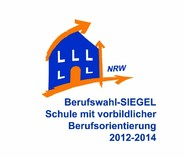 NRW
Berufswahl-SIEGEL
Schule mit vorbildlicher
Berufsorientierung
2012-2014